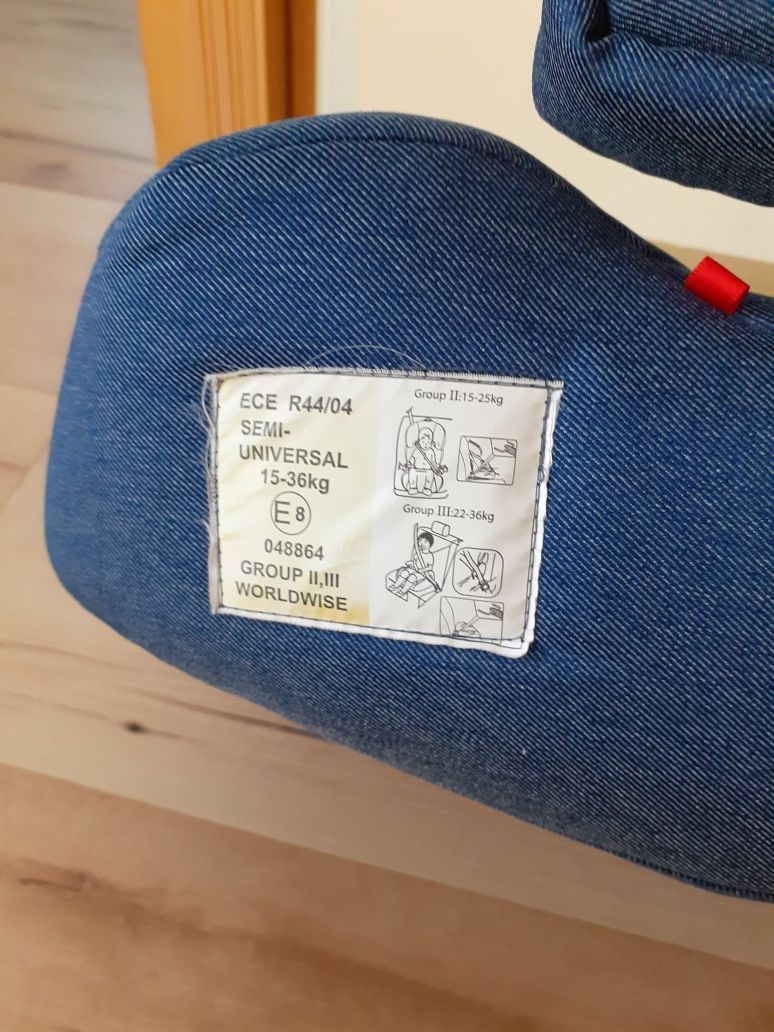 ECE R44/04
SEMI-
UNIVERSAL
15-36kg
E 8
048864
GROUP II,III
WORLDWISE
Group II:15-25kg
Group III:22-36kg